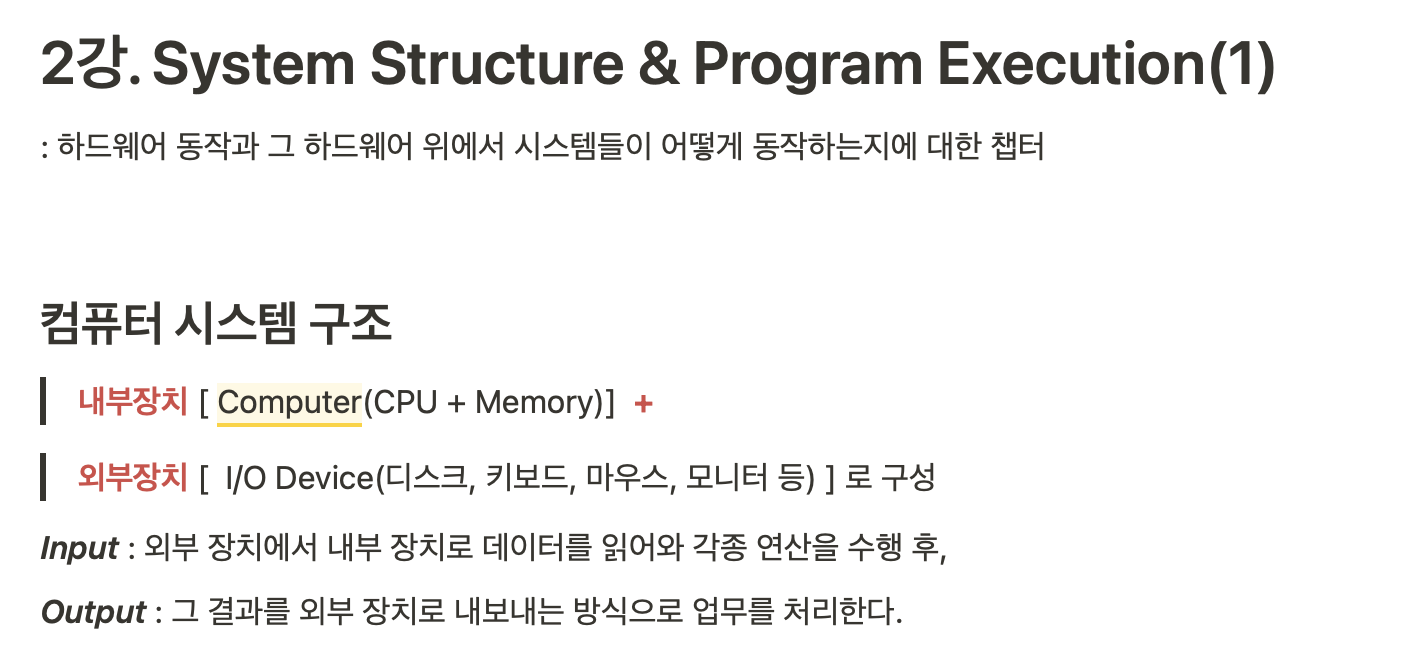 2강. System Structure & Program Execution(1)
: 하드웨어 동작과 그 하드웨어 위에서 시스템들이 어떻게 동작하는지에 대한 챕터
컴퓨터 시스템 구조
내부장치 [ Computer(CPU + Memory)] +
외부장치 [ I/O Device(디스크, 키보드, 마우스, 모니터 등) ] 로 구성
Input : 외부 장치에서 내부 장치로 데이터를 읽어와 각종 연산을 수행 후,
Output : 그 결과를 외부 장치로 내보내는 방식으로 업무를 처리한다.